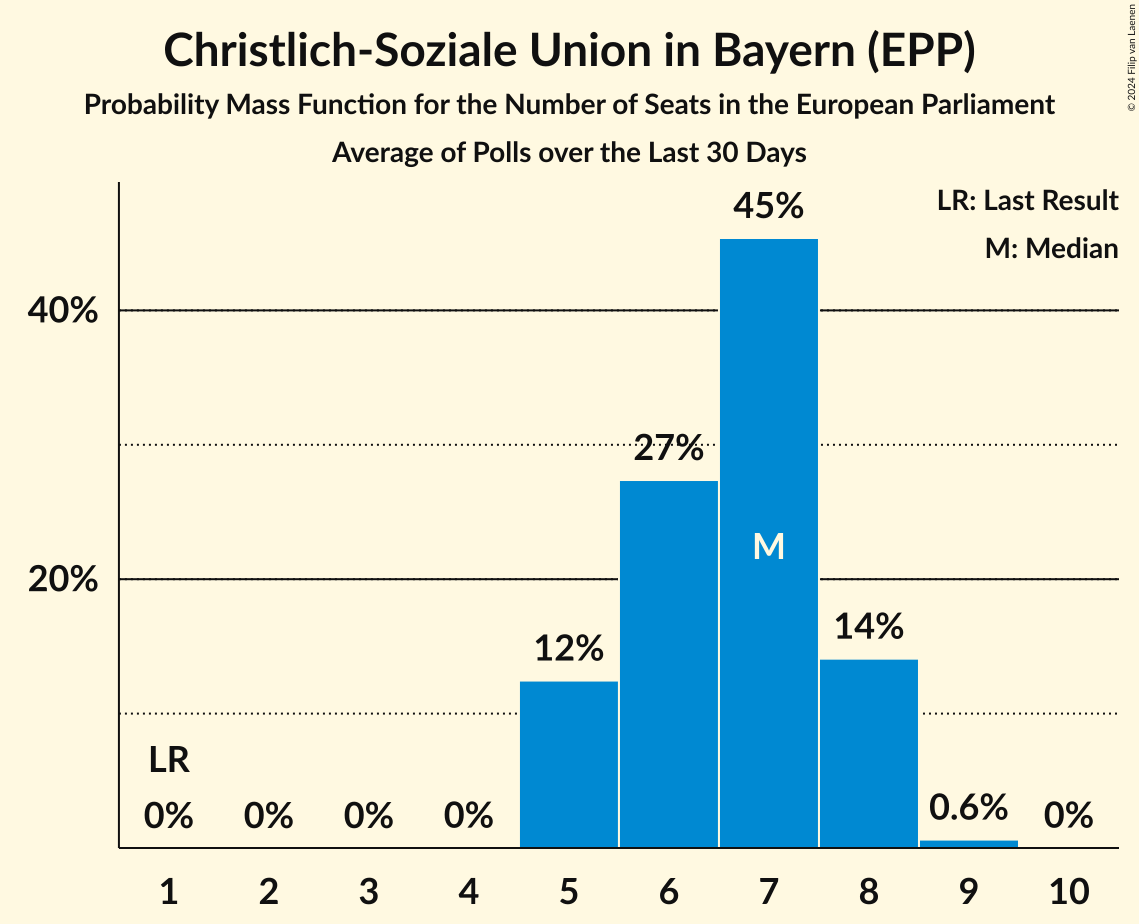 Christlich-Soziale Union in Bayern (EPP)
Probability Mass Function for the Number of Seats in the European Parliament
Average of Polls over the Last 30 Days
© 2024 Filip van Laenen
LR: Last Result
M: Median
45%
40%
27%
M
20%
14%
12%
LR
0% 0% 0% 0% 0.6% 0%
1 2 3 4 5 6 7 8 9 10